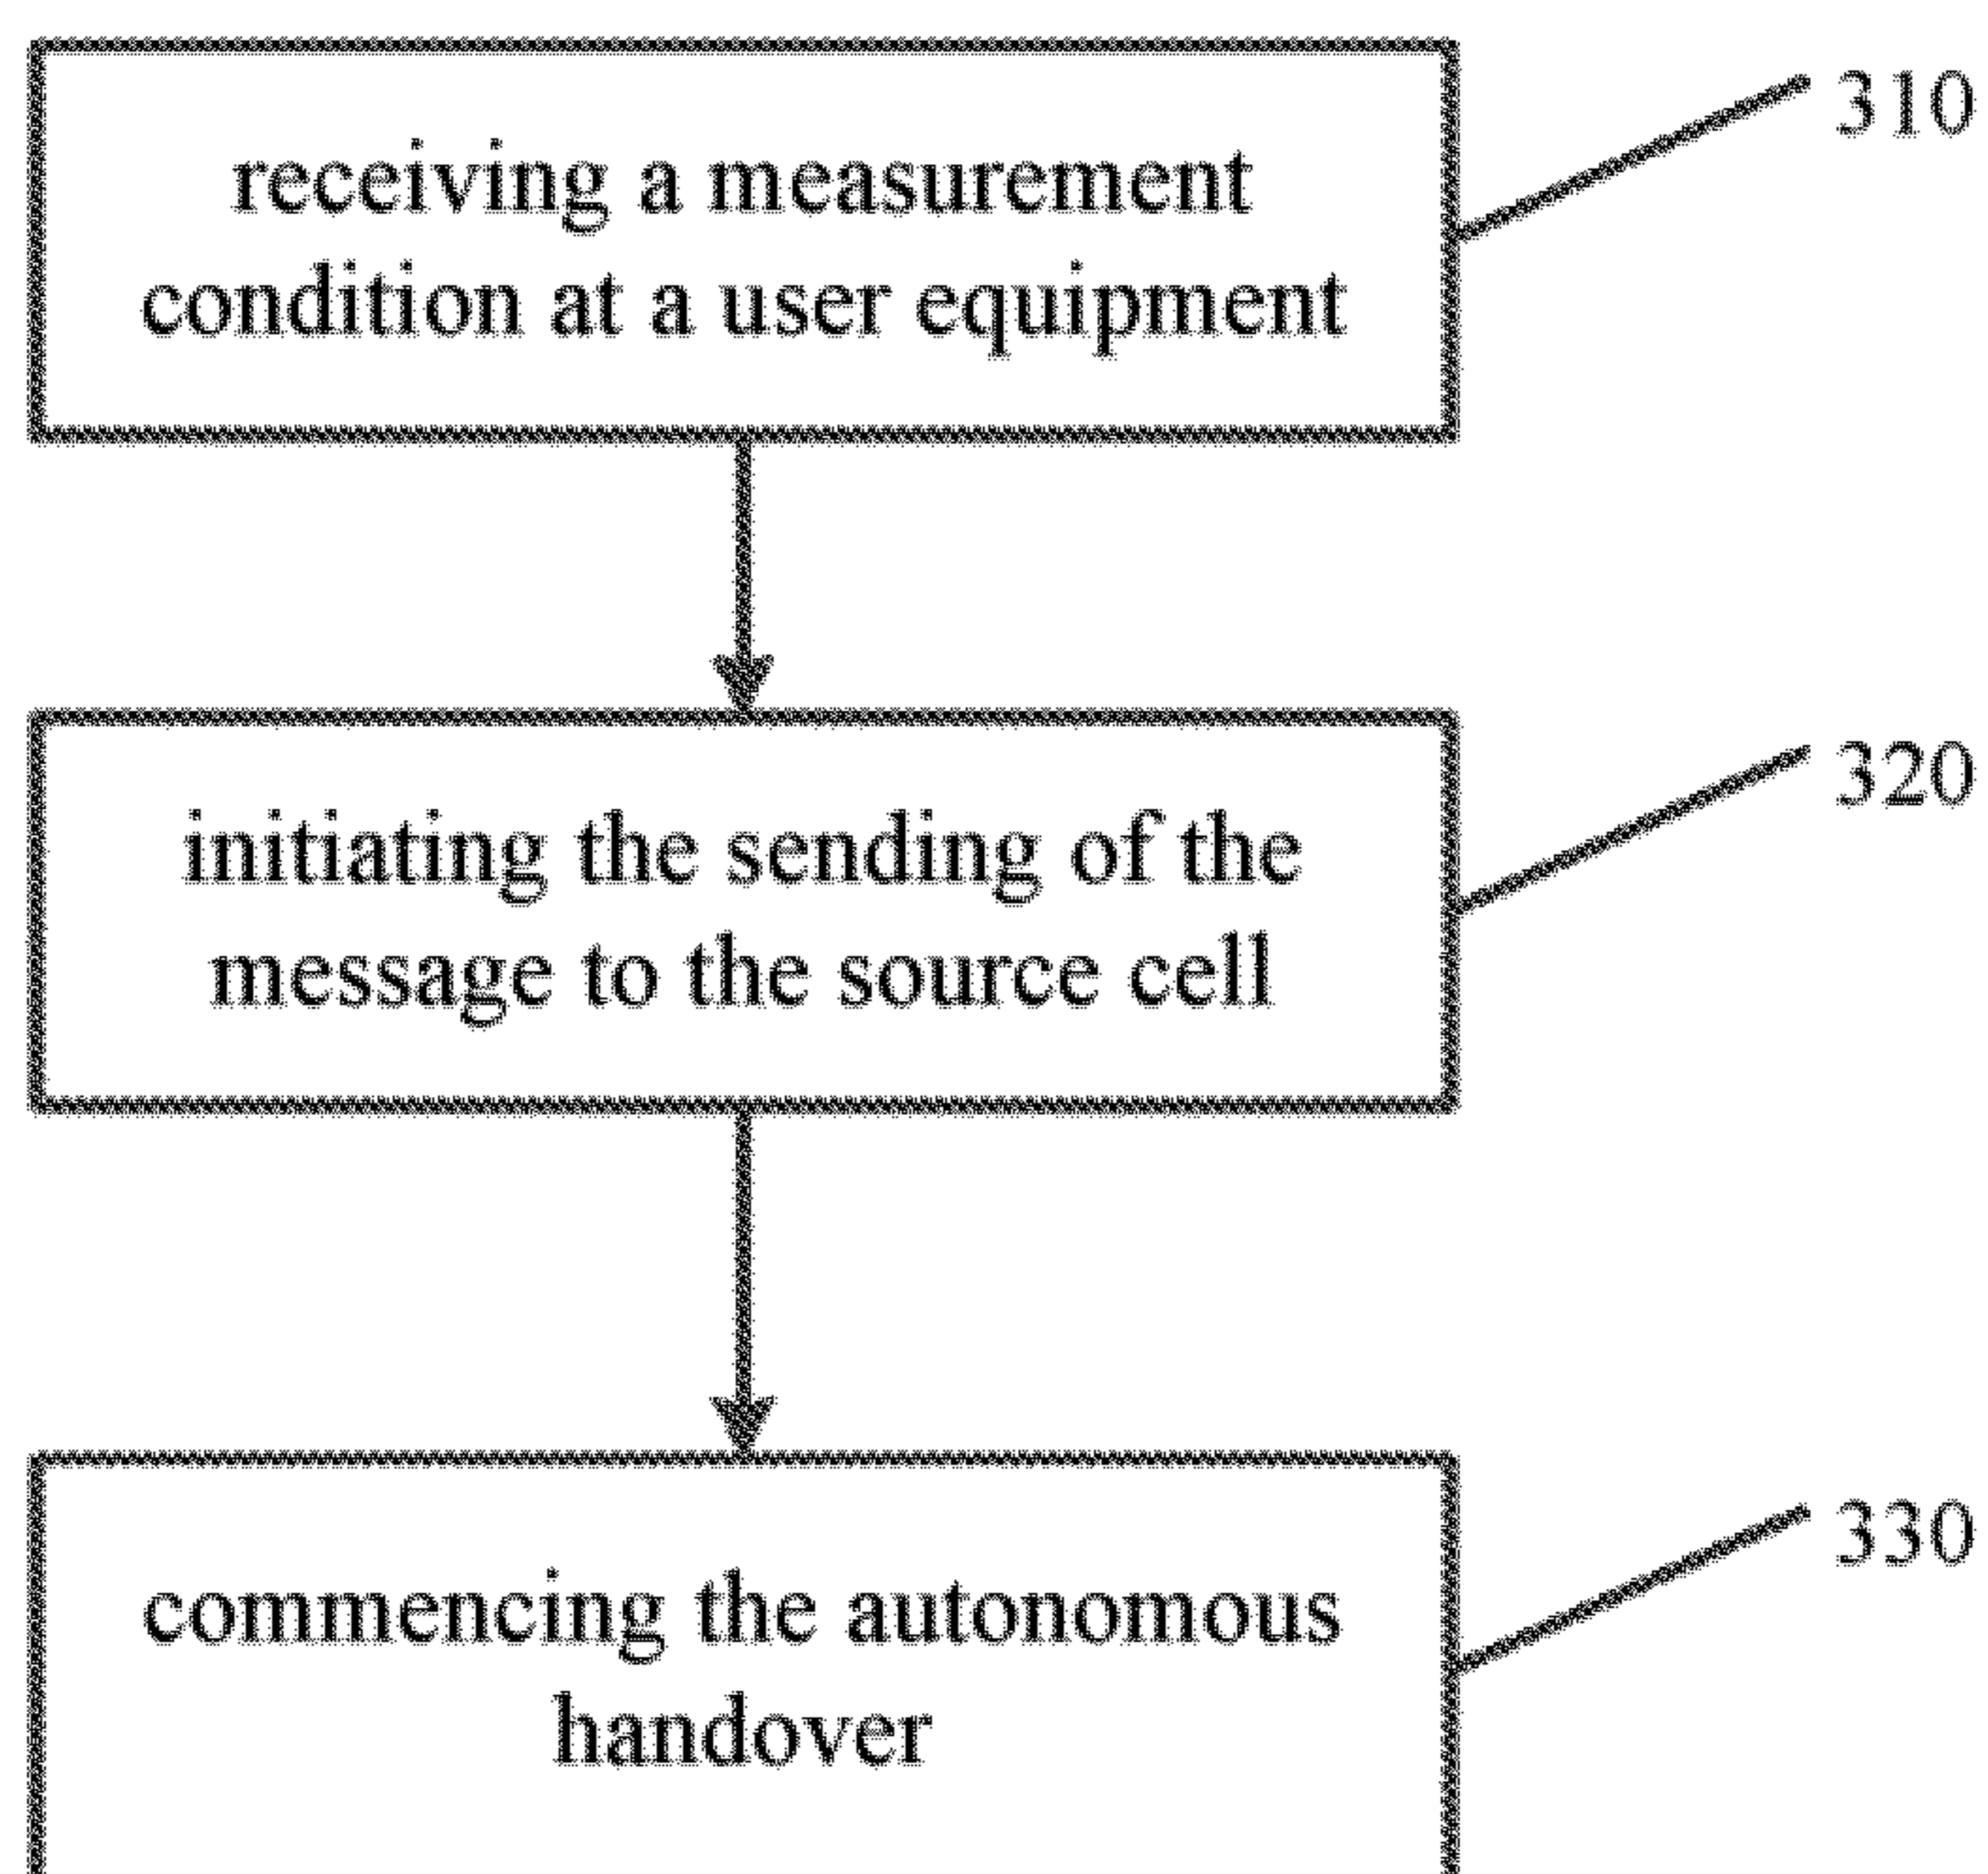 310
receiving a measurement
condition at a user equipment
320
initiating the sending of the
message to the source cell
330
commencing the autonomous
handover